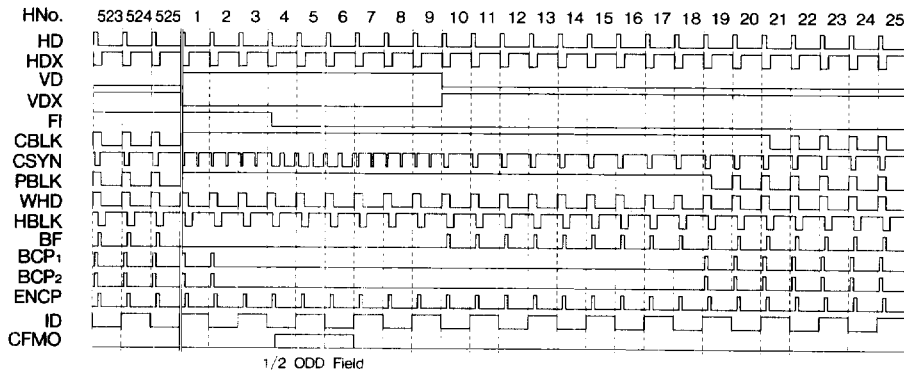 HNo. 523 524 525 1 2 3 4 5 6 7 8 9 10 11 12 13 14 15 16 17 18 19 20 21 22 23 24 25
HD
HDX
VD
VDX
FI
CBLK
CSYN
PBLK
WHD
HBLK
BF
BCP₁
BCP₂
ENCP
ID
CFMO
1/2 ODD Field